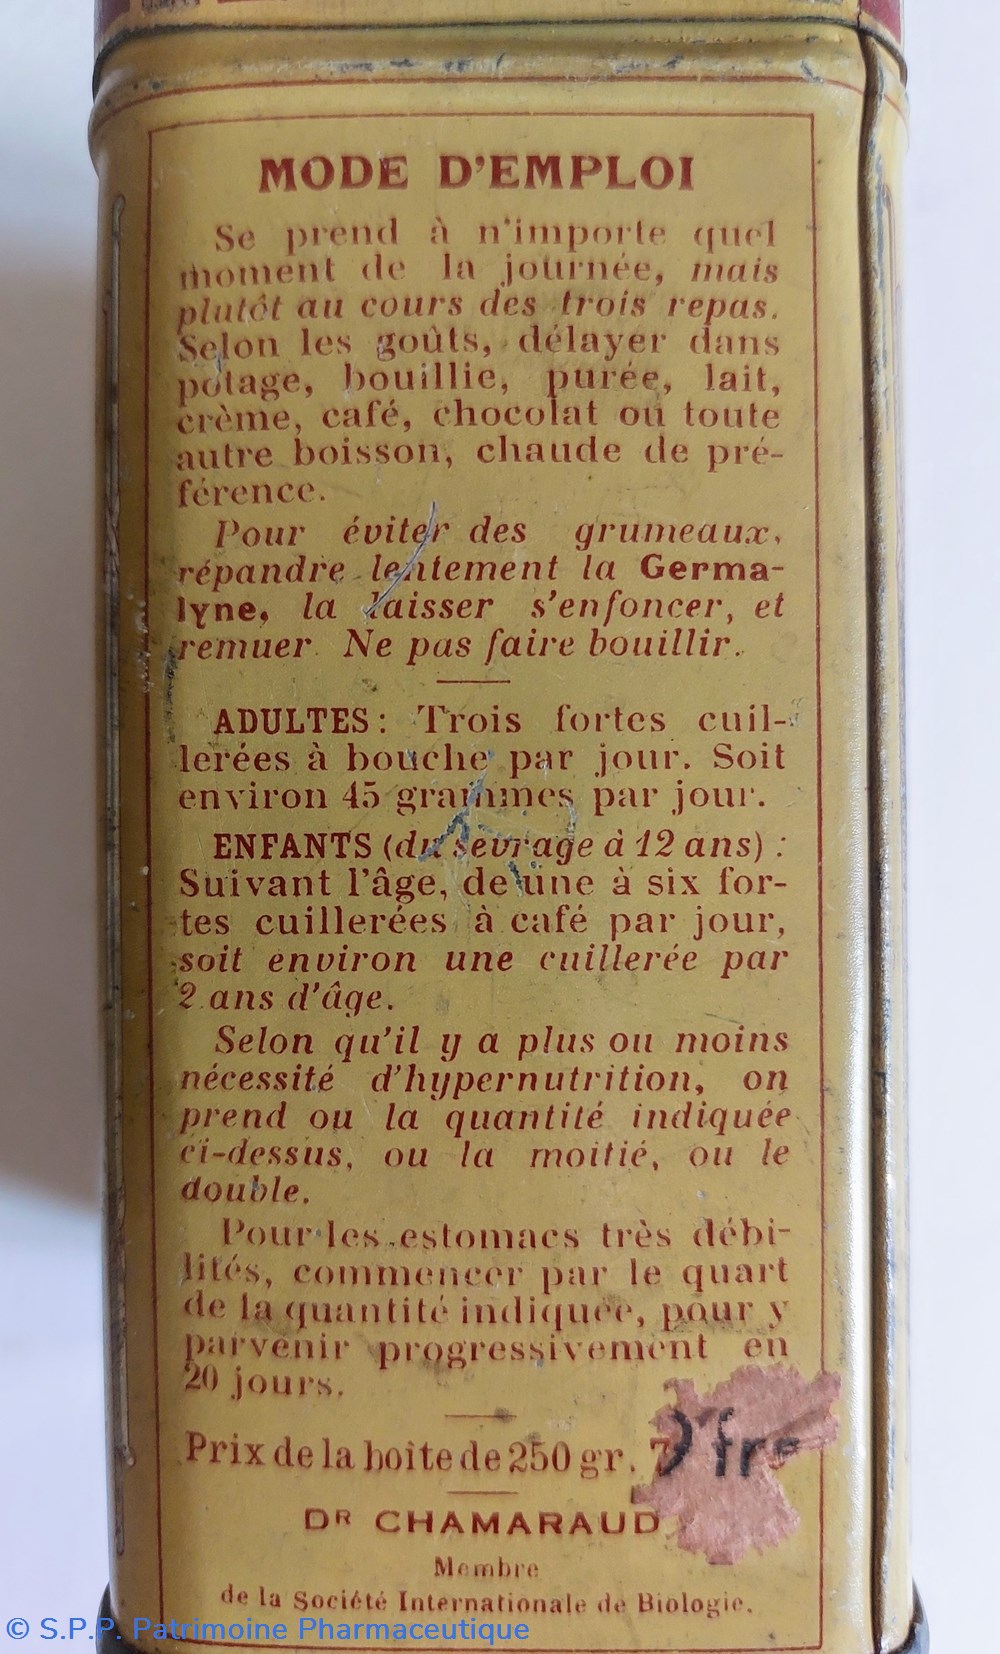 MODE D'EMPLOI
Se prend à n'importe quel
moment de la journée, mais
plutôt au cours des trois repas.
Selon les goûts, délayer dans
potage, bouillie, purée, lait,
crème, café, chocolat ou toute
autre boisson, chaude de pré-
férence.
Pour éviter des grumeaux,
répandre lentement la Germa-
lyne, la laisser s'enfoncer, et
remuer. Ne pas faire bouillir.
ADULTES : Trois fortes cuil-
lerées à bouche par jour. Soit
environ 45 grammes par jour.
ENFANTS (du sevrage à 12 ans) :
Suivant l'âge, de une à six for-
tes cuillerées à café par jour,
soit environ une cuillerée par
2 ans d'âge.
Selon qu'il y a plus ou moins
nécessité d'hypernutrition, on
prend ou la quantité indiquée
ci-dessus, ou la moitié, ou le
double.
Pour les estomacs très débi-
lités, commencer par le quart
de la quantité indiquée, pour y
parvenir progressivement en
20 jours.
Prix de la boîte de 250 gr. frs
DR CHAMARAUD
Membre
de la Société Internationale de Biologie.
© S.P.P. Patrimoine Pharmaceutique